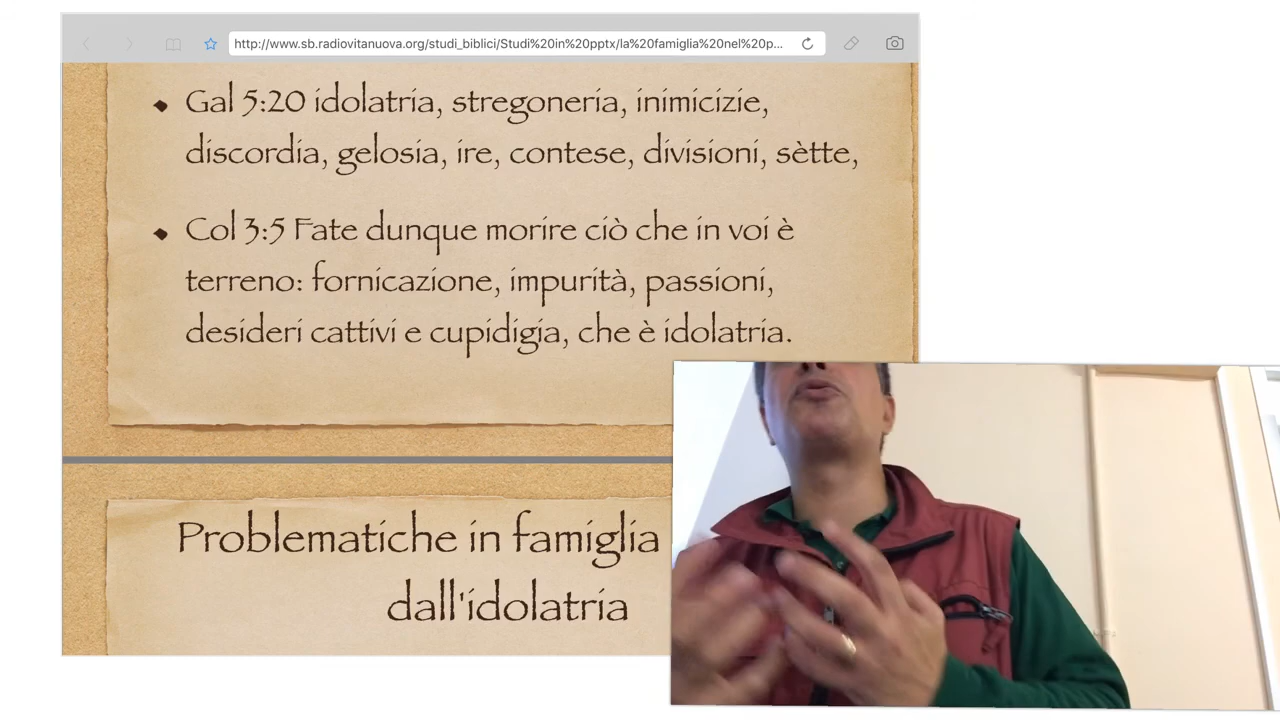 http://www.sb.radiovitanuova.org/studi_biblici/Studi%20in%20pptx/la%20famiglia%20nel%20p...
Gal 5:20 idolatria, stregoneria, inimicizie,
discordia, gelosia, ire, contese, divisioni, sètte,
Col 3:5 Fate dunque morire ciò che in voi è
terreno: fornicazione, impurità, passioni,
desideri cattivi e cupidigia, che è idolatria.
Problematiche in famiglia
dall'idolatria